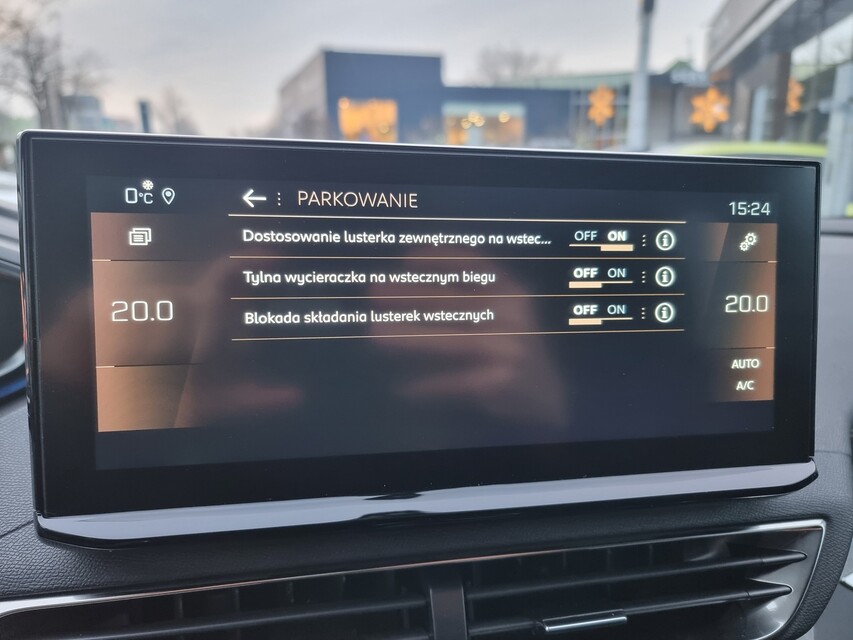 0°C
PARKOWANIE
15:24
Dostosowanie lusterka zewnętrznego na wstec...
OFF ON
Tylna wycieraczka na wstecznym biegu
OFF ON
20.0
20.0
Blokada składania lusterek wstecznych
OFF ON
AUTO
A/C